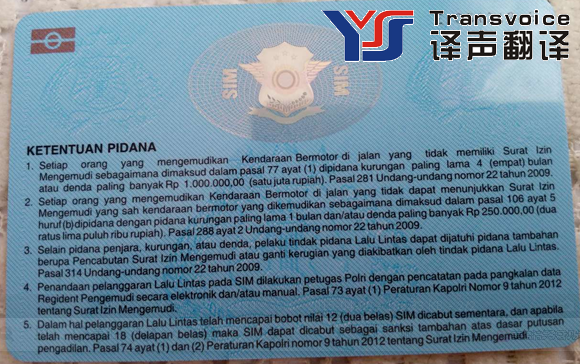 YS Transvoice
译声翻译
SIM SIM
KETENTUAN PIDANA
1. Setiap orang yang mengemudikan Kendaraan Bermotor di jalan yang tidak memiliki Surat Izin
Mengemudi sebagaimana dimaksud dalam pasal 77 ayat (1) dipidana kurungan paling lama 4 (empat) bulan
atau denda paling banyak Rp 1.000.000,00 (satu juta rupiah). Pasal 281 Undang-undang nomor 22 tahun 2009.
2. Setiap orang yang mengemudikan Kendaraan Bermotor di jalan yang tidak dapat menunjukkan Surat Izin
Mengemudi yang sah kendaraan bermotor yang dikemudikan sebagaimana dimaksud dalam pasal 106 ayat 5
huruf (b)dipidana dengan pidana kurungan paling lama 1 bulan dan/atau denda paling banyak Rp 250.000,00 (dua
ratus lima puluh ribu rupiah). Pasal 288 ayat 2 Undang-undang nomor 22 tahun 2009.
3. Selain pidana penjara, kurungan, atau denda, pelaku tindak pidana Lalu Lintas dapat dijatuhi pidana tambahan
berupa Pencabutan Surat Izin Mengemudi atau ganti kerugian yang diakibatkan oleh tindak pidana Lalu Lintas.
Pasal 314 Undang-undang nomor 22 tahun 2009.
4. Penandaan pelanggaran Lalu Lintas pada SIM dilakukan petugas Polri dengan pencatatan pada pangkalan data
Regident Pengemudi secara elektronik dan/atau manual. Pasal 73 ayat (1) Peraturan Kapolri Nomor 9 tahun 2012
tentang Surat Izin Mengemudi.
5. Dalam hal pelanggaran Lalu Lintas telah mencapai bobot nilai 12 (dua belas) SIM dicabut sementara, dan apabila
telah mencapai 18 (delapan belas) maka SIM dapat dicabut sebagai sanksi tambahan atas dasar putusan
pengadilan. Pasal 74 ayat (1) dan (2) Peraturan Kapolri nomor 9 tahun 2012 tentang Surat Izin Mengemudi.